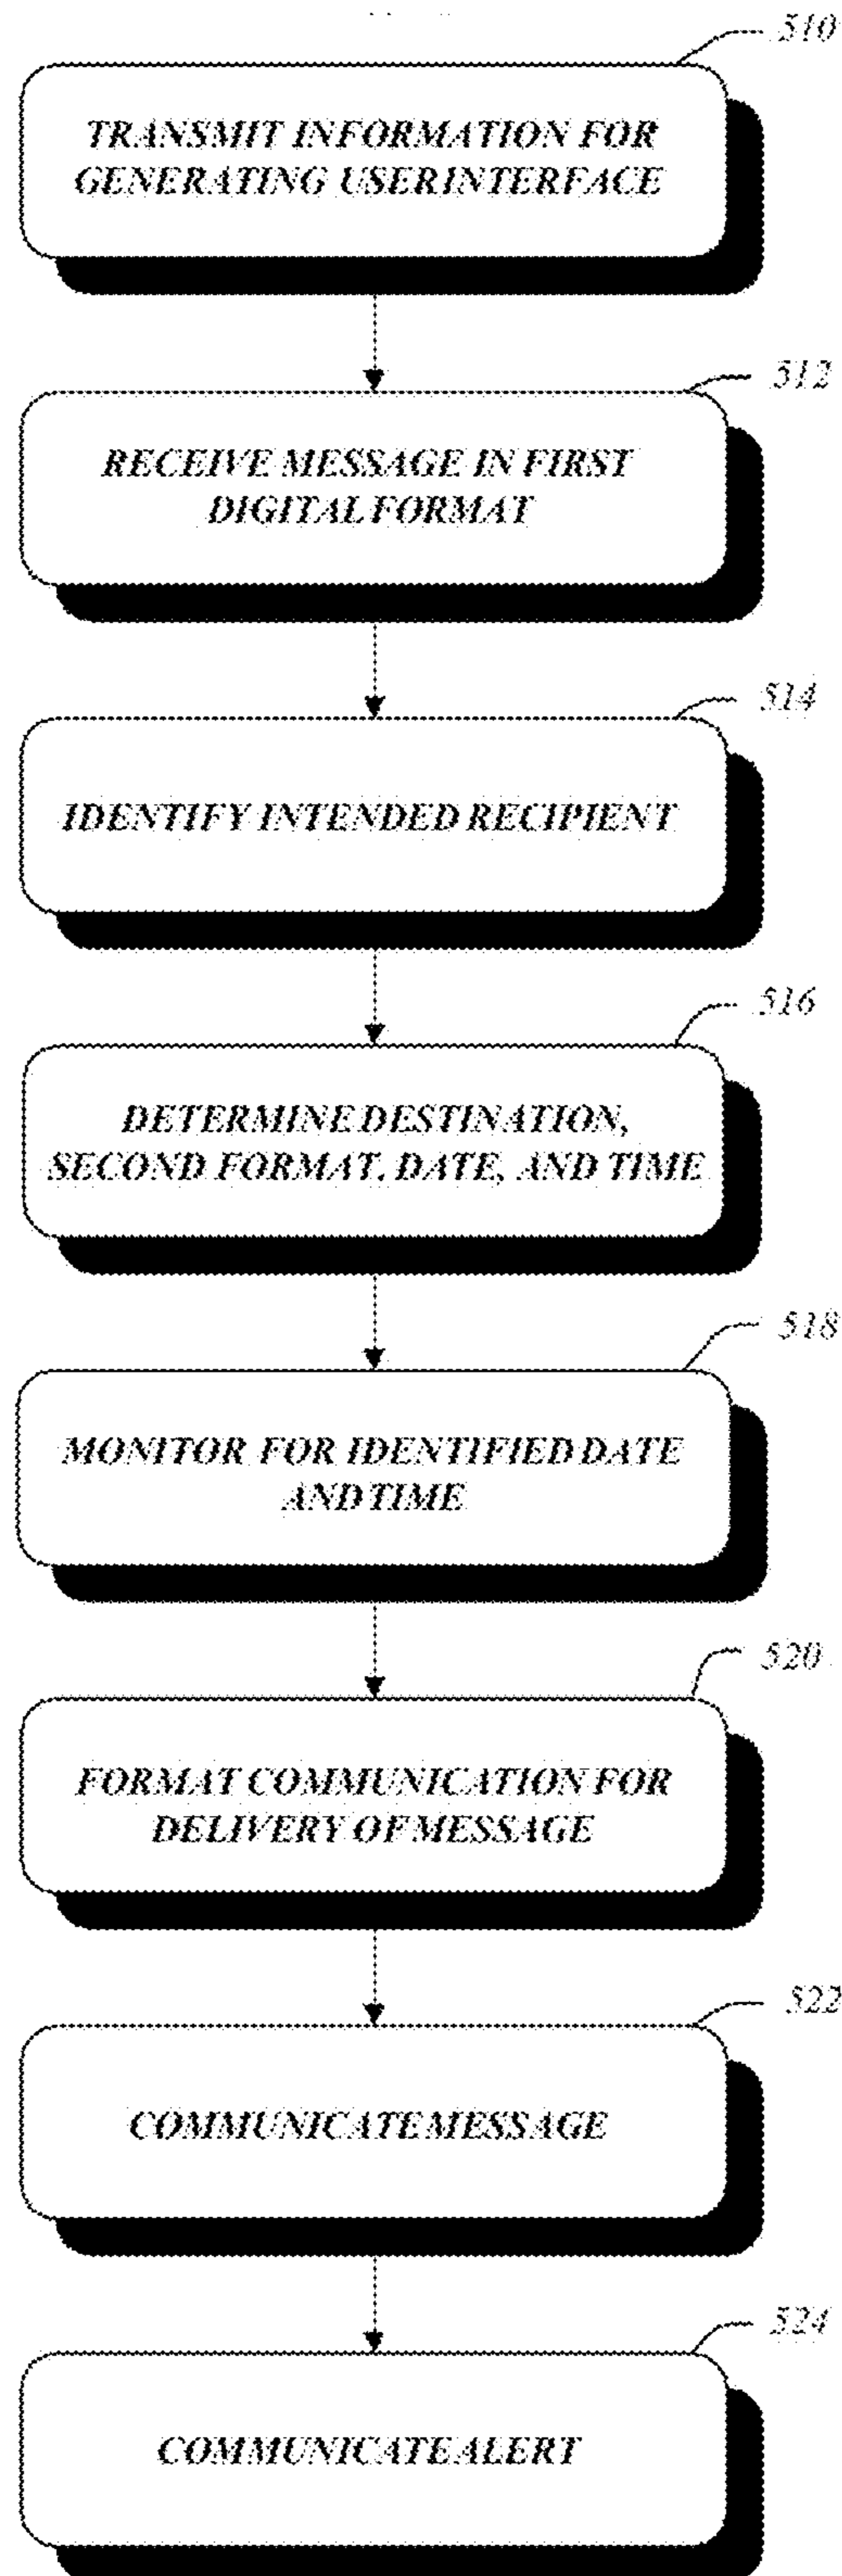 510
TRANSMIT INFORMATION FOR
GENERATING USER INTERFACE
512
RECEIVE MESSAGE IN FIRST
DIGITAL FORMAT
514
IDENTIFY INTENDED RECIPIENT
516
DETERMINE DESTINATION,
SECOND FORMAT, DATE, AND TIME
518
MONITOR FOR IDENTIFIED DATE
AND TIME
520
FORMAT COMMUNICATION FOR
DELIVERY OF MESSAGE
522
COMMUNICATE MESSAGE
524
COMMUNICATE ALERT